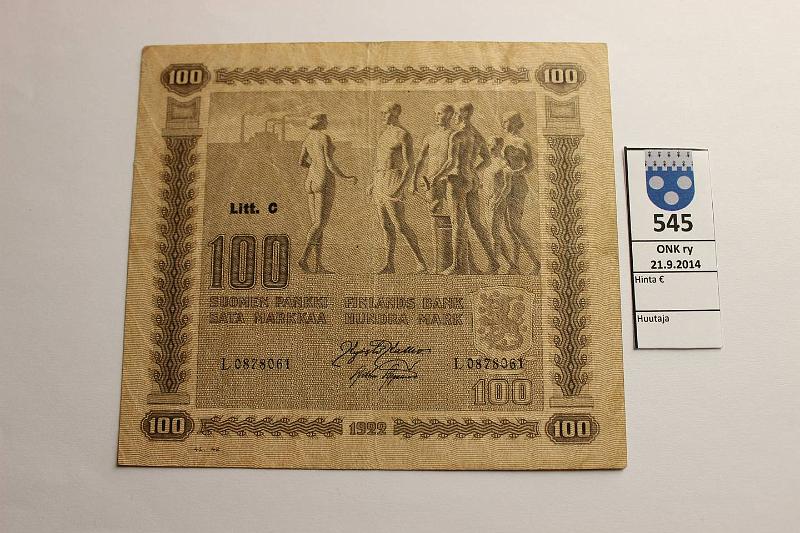 100 100
Litt. C
100
SUOMEN PANKKI FINLANDS BANK
SATA MARKKAA HUNDRA MARK
L 0878061 L 0878061
100
100 1922 100
545
ONK ry
21.9.2014
Hinta €
Huutaja